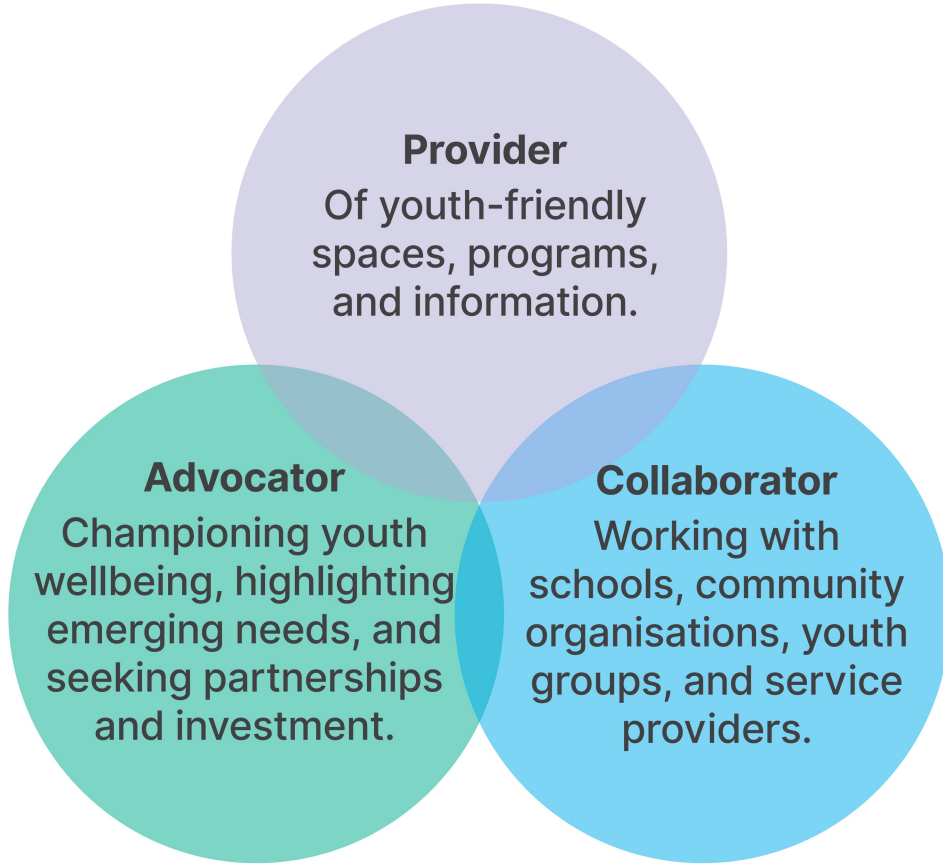 Provider
Of youth-friendly
spaces, programs,
and information.
Advocator
Championing youth
wellbeing, highlighting
emerging needs, and
seeking partnerships
and investment.
Collaborator
Working with
schools, community
organisations, youth
groups, and service
providers.